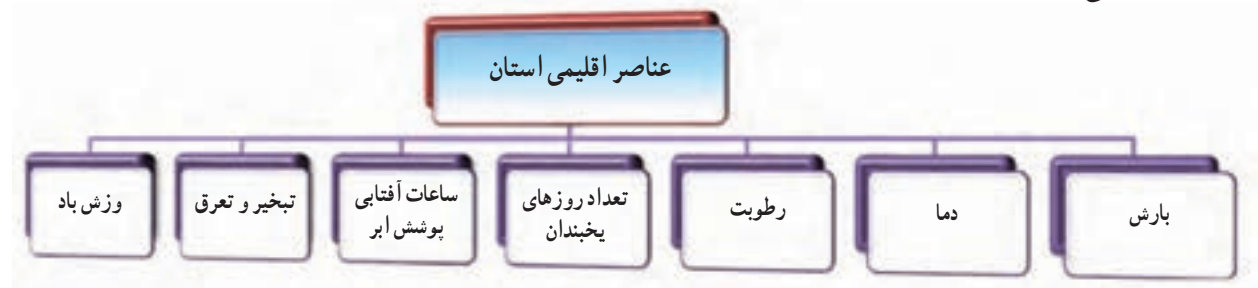 عناصر اقلیمی استان
بارش
دما
رطوبت
تعداد روزهای
یخبندان
ساعات آفتابی
پوشش ابر
تبخیر و تعرق
وزش باد